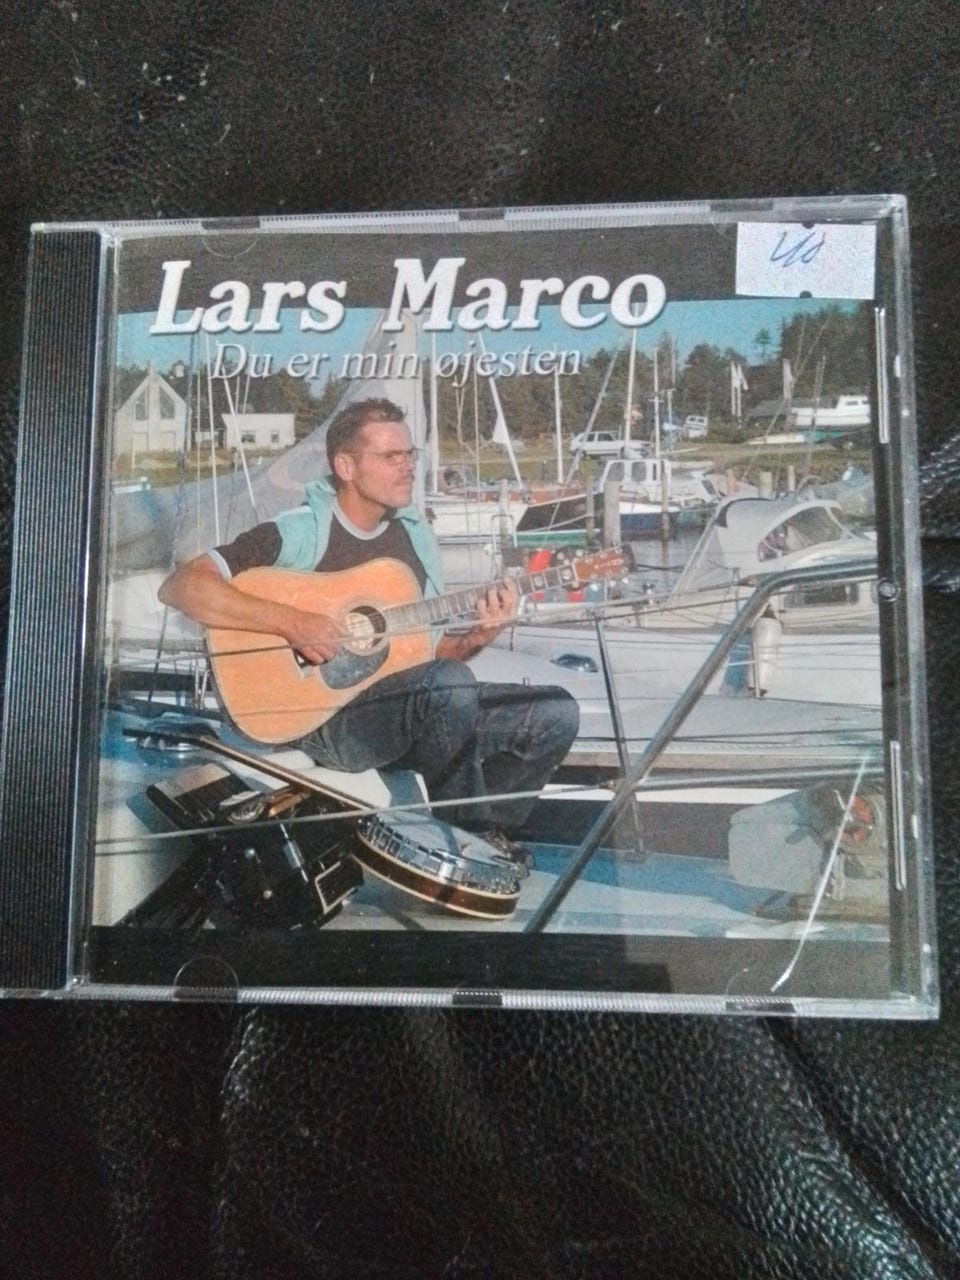 Lars Marco
Du er min øjesten
40